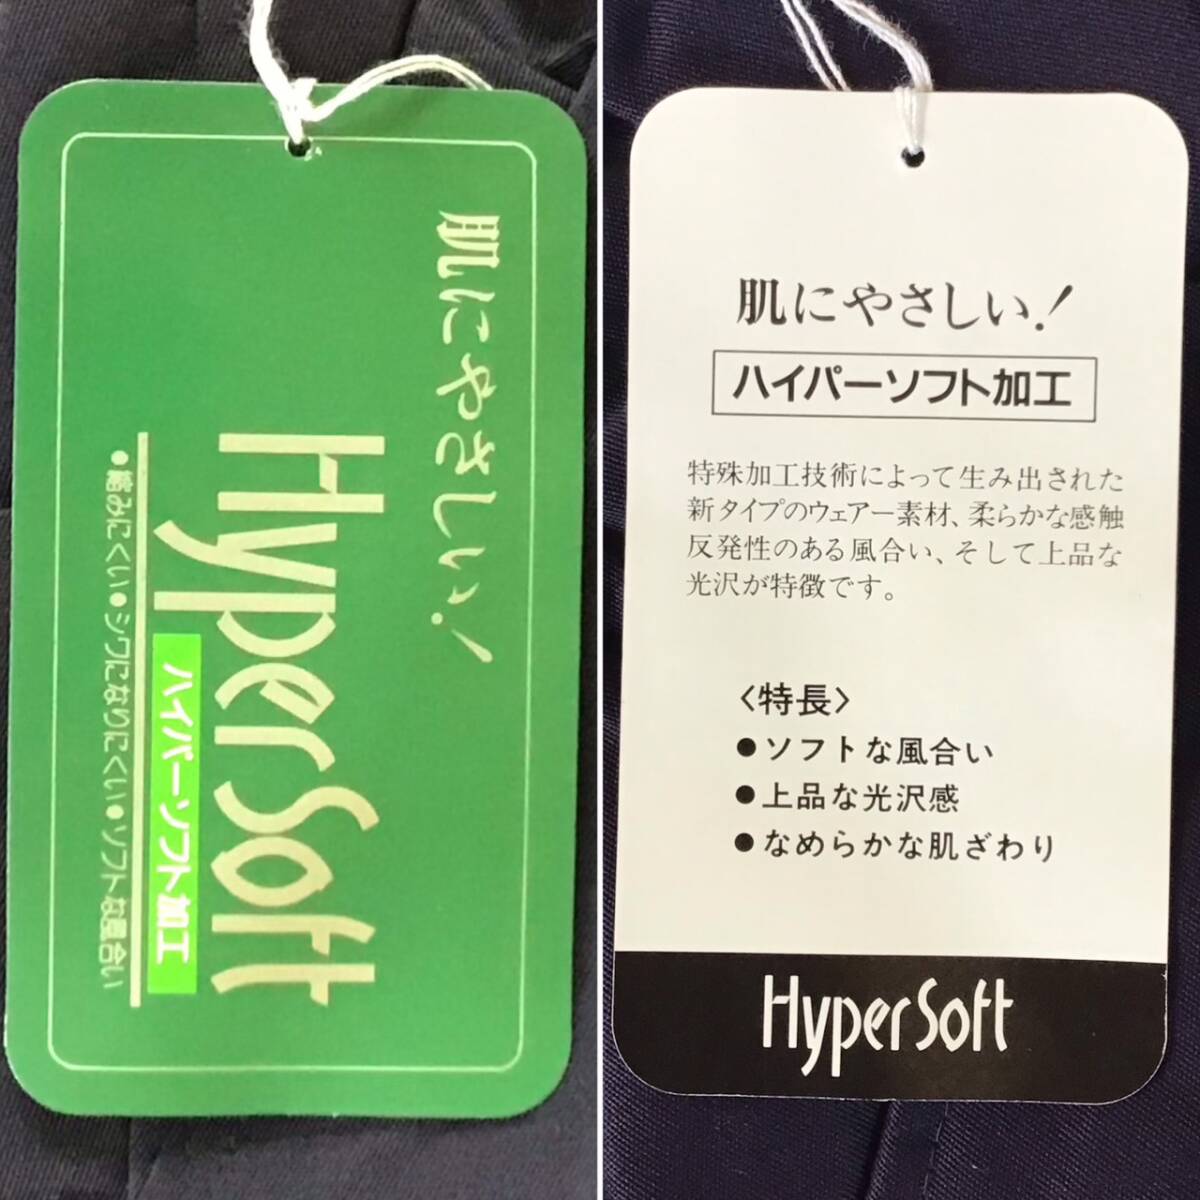 肌にやさしい!
HyperSoft
ハイパーソフト加工
●縮みにくい●シワになりにくい●ソフトな風合い
肌にやさしい!
ハイパーソフト加工
特殊加工技術によって生み出された
新タイプのウェアー素材、柔らかな感触
反発性のある風合い、そして上品な
光沢が特徴です。
〈特長〉
●ソフトな風合い
●上品な光沢感
●なめらかな肌ざわり
HyperSoft